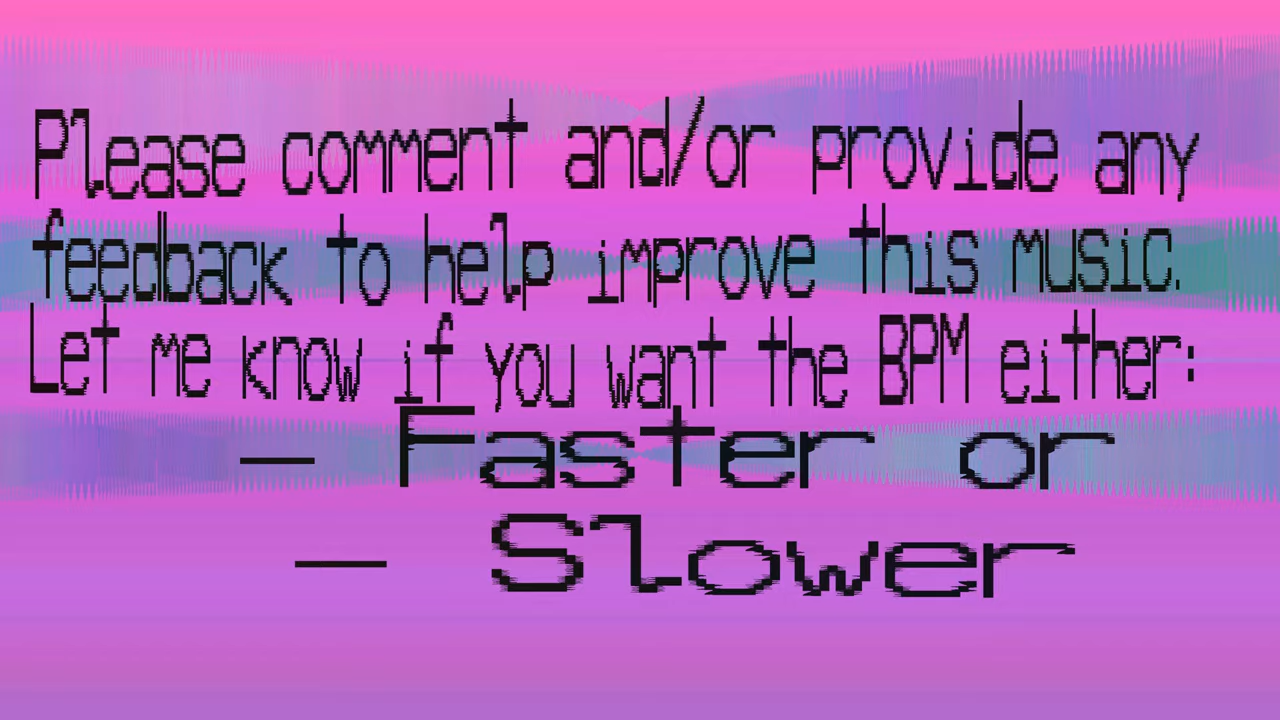 Please comment and/or provide any
feedback to help improve this music.
Let me know if you want the BPM either:
— Faster or
— Slower